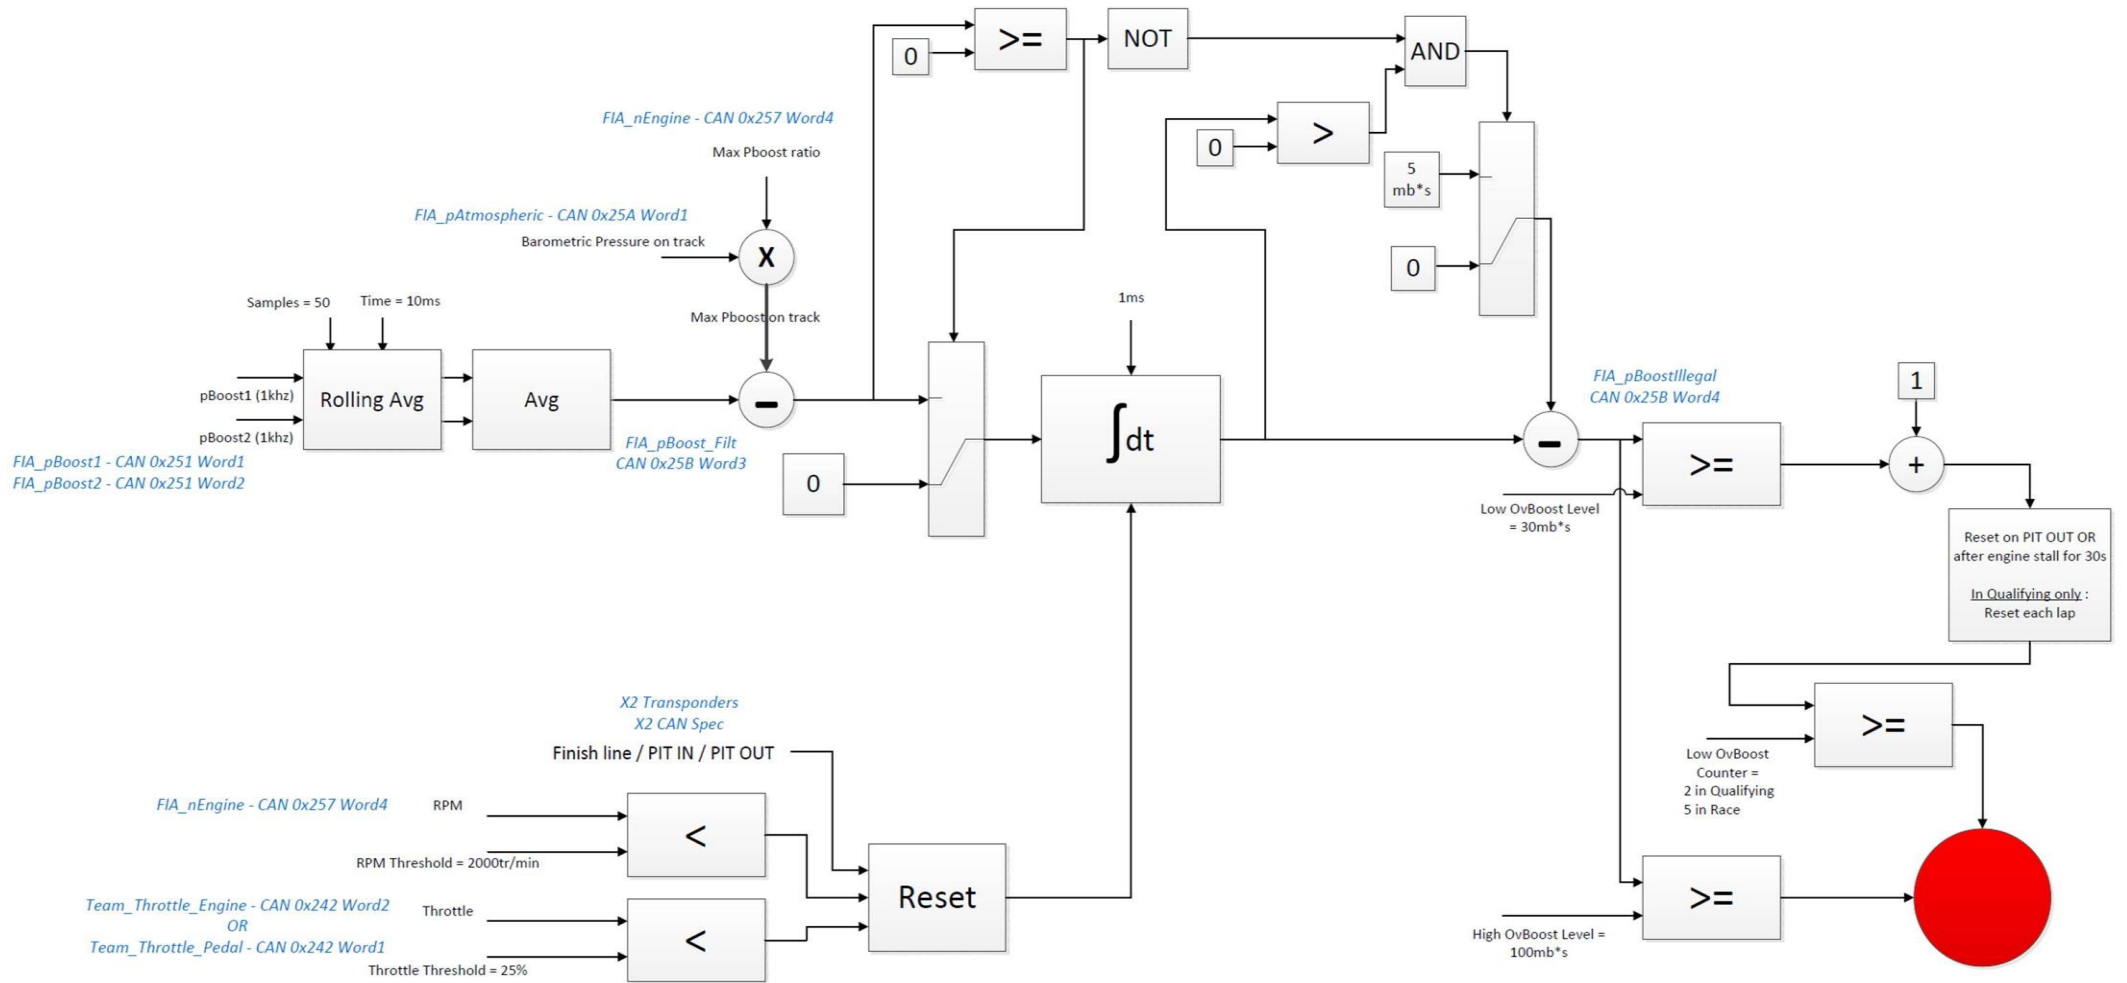 >=
NOT
AND
0
FIA_nEngine - CAN 0x257 Word4
Max Pboost ratio
>
0
5
mb*s
FIA_pAtmospheric - CAN 0x25A Word1
Barometric Pressure on track
X
0
Samples = 50
Time = 10ms
Max Pboost on track
1ms
pBoost1 (1khz)
pBoost2 (1khz)
Rolling Avg
Avg
-
FIA_pBoost1 - CAN 0x251 Word1
FIA_pBoost2 - CAN 0x251 Word2
FIA_pBoost_Filt
CAN 0x25B Word3
0
∫dt
-
FIA_pBoostIllegal
CAN 0x25B Word4
1
>=
+
Low OvBoost Level
= 30mb*s
Reset on PIT OUT OR
after engine stall for 30s
In Qualifying only :
Reset each lap
X2 Transponders
X2 CAN Spec
Finish line / PIT IN / PIT OUT
>=
Low OvBoost
Counter =
2 in Qualifying
5 in Race
FIA_nEngine - CAN 0x257 Word4
RPM
<
RPM Threshold = 2000tr/min
Team_Throttle_Engine - CAN 0x242 Word2
OR
Team_Throttle_Pedal - CAN 0x242 Word1
Throttle
<
Throttle Threshold = 25%
Reset
>=
High OvBoost Level =
100mb*s